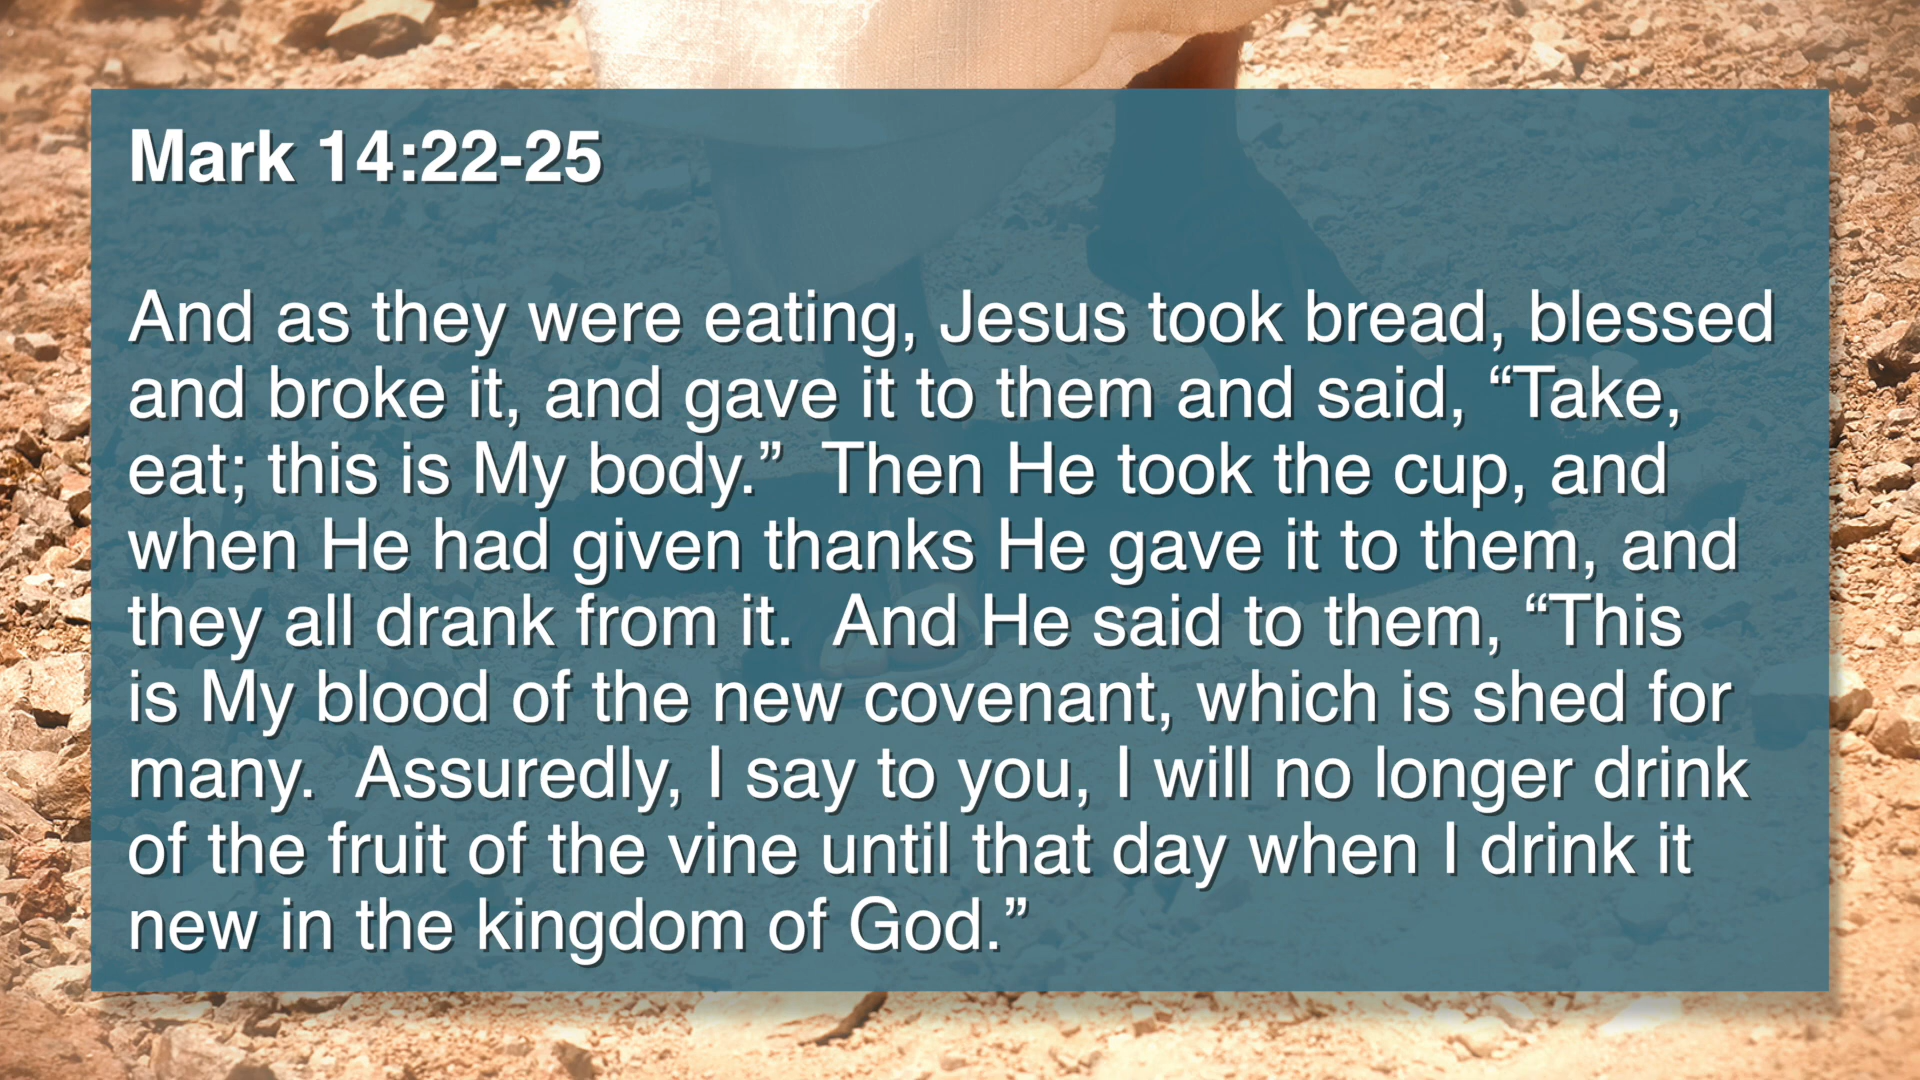 Mark 14:22-25
And as they were eating, Jesus took bread, blessed
and broke it, and gave it to them and said, “Take,
eat; this is My body.”  Then He took the cup, and
when He had given thanks He gave it to them, and
they all drank from it.  And He said to them, “This
is My blood of the new covenant, which is shed for
many.  Assuredly, I say to you, I will no longer drink
of the fruit of the vine until that day when I drink it
new in the kingdom of God.”